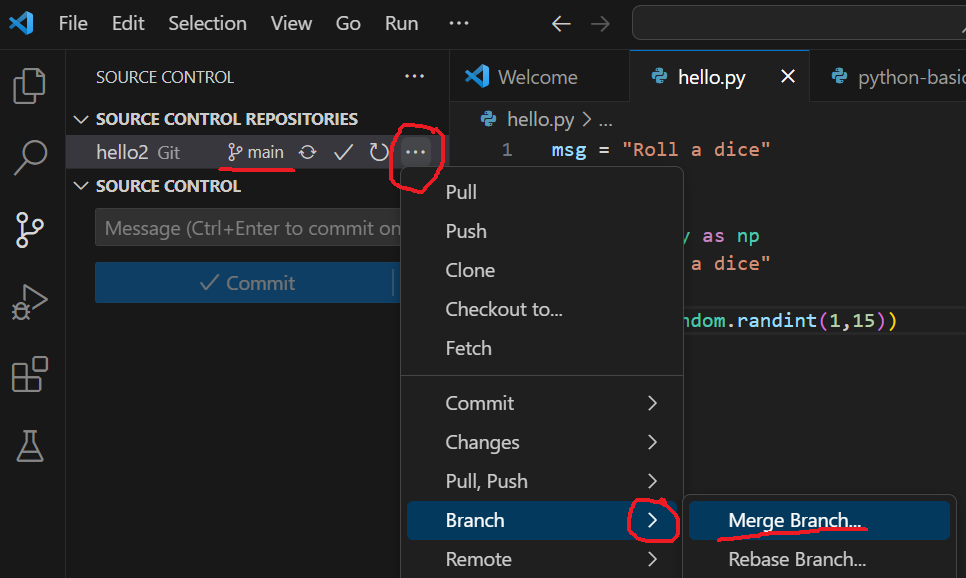 File Edit Selection View Go Run ···
SOURCE CONTROL ···
Welcome
hello.py
python-basic
SOURCE CONTROL REPOSITORIES
hello.py > ...
hello2 Git main ···
1 msg = "Roll a dice"
SOURCE CONTROL
Message (Ctrl+Enter to commit on
Commit
y as np
a dice"
ndom.randint(1,15))
Pull
Push
Clone
Checkout to...
Fetch
Commit
Changes
Pull, Push
Branch
Merge Branch...
Remote
Rebase Branch...